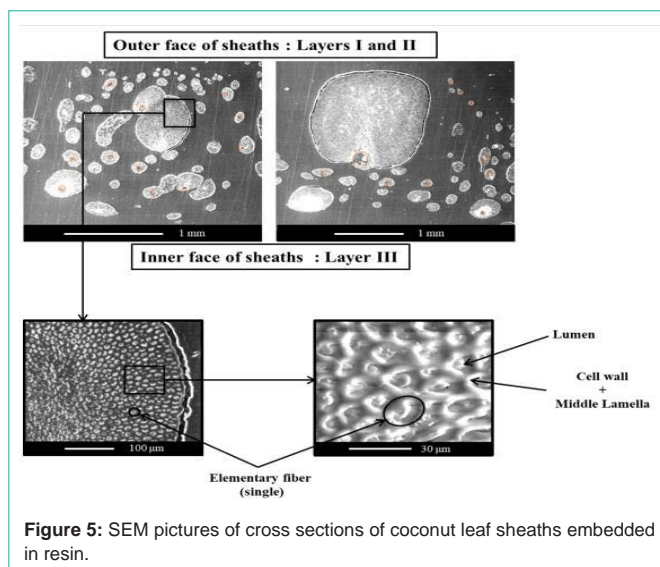 Outer face of sheaths : Layers I and II
1 mm
1 mm
Inner face of sheaths : Layer III
Lumen
Cell wall
+
Middle Lamella
100 µm
30 µm
Elementary fiber
(single)
Figure 5: SEM pictures of cross sections of coconut leaf sheaths embedded
in resin.